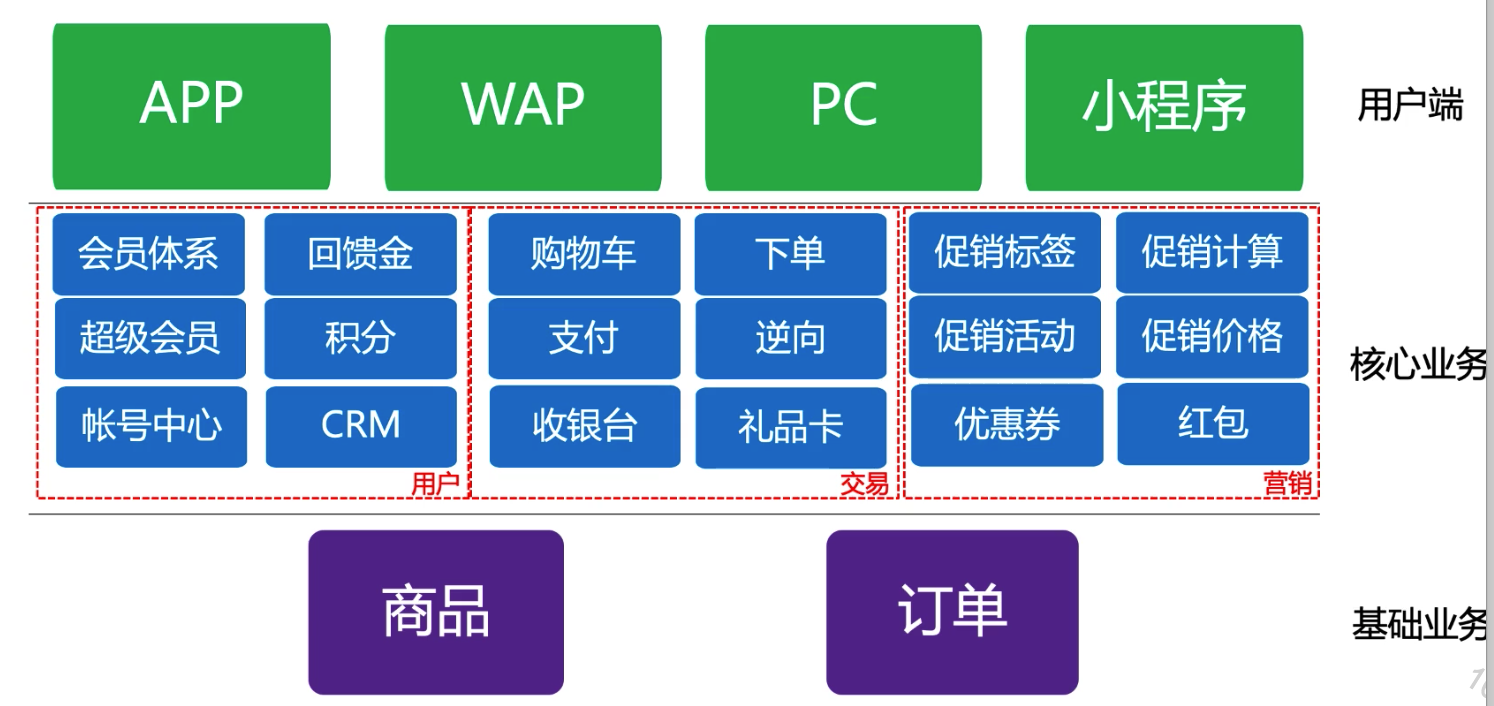 APP
WAP
PC
小程序
用户端
会员体系
回馈金
购物车
下单
促销标签
促销计算
超级会员
积分
支付
逆向
促销活动
促销价格
核心业务
帐号中心
CRM
收银台
礼品卡
优惠券
红包
用户
交易
营销
商品
订单
基础业务